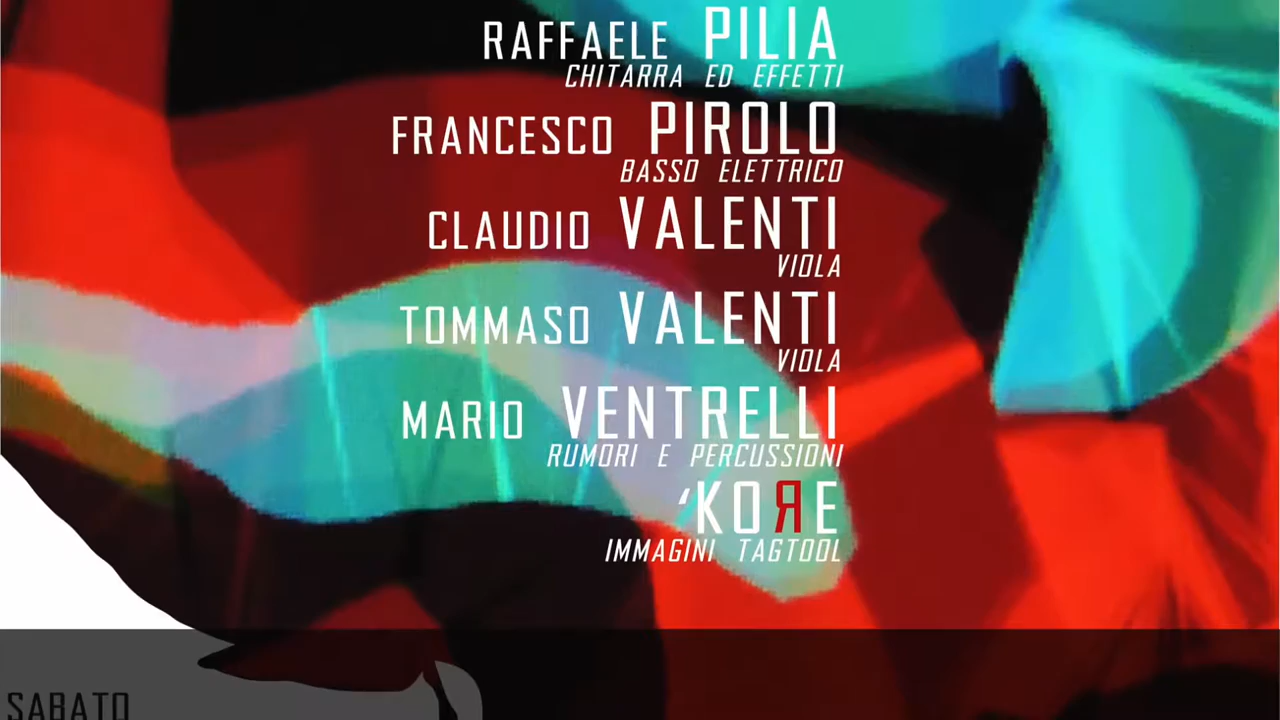 RAFFAELE PILIA
CHITARRA ED EFFETTI
FRANCESCO PIROLO
BASSO ELETTRICO
CLAUDIO VALENTI
VIOLA
TOMMASO VALENTI
VIOLA
MARIO VENTRELLI
RUMORI E PERCUSSIONI
‘KOЯE
IMMAGINI TAGTOOL
SABATO